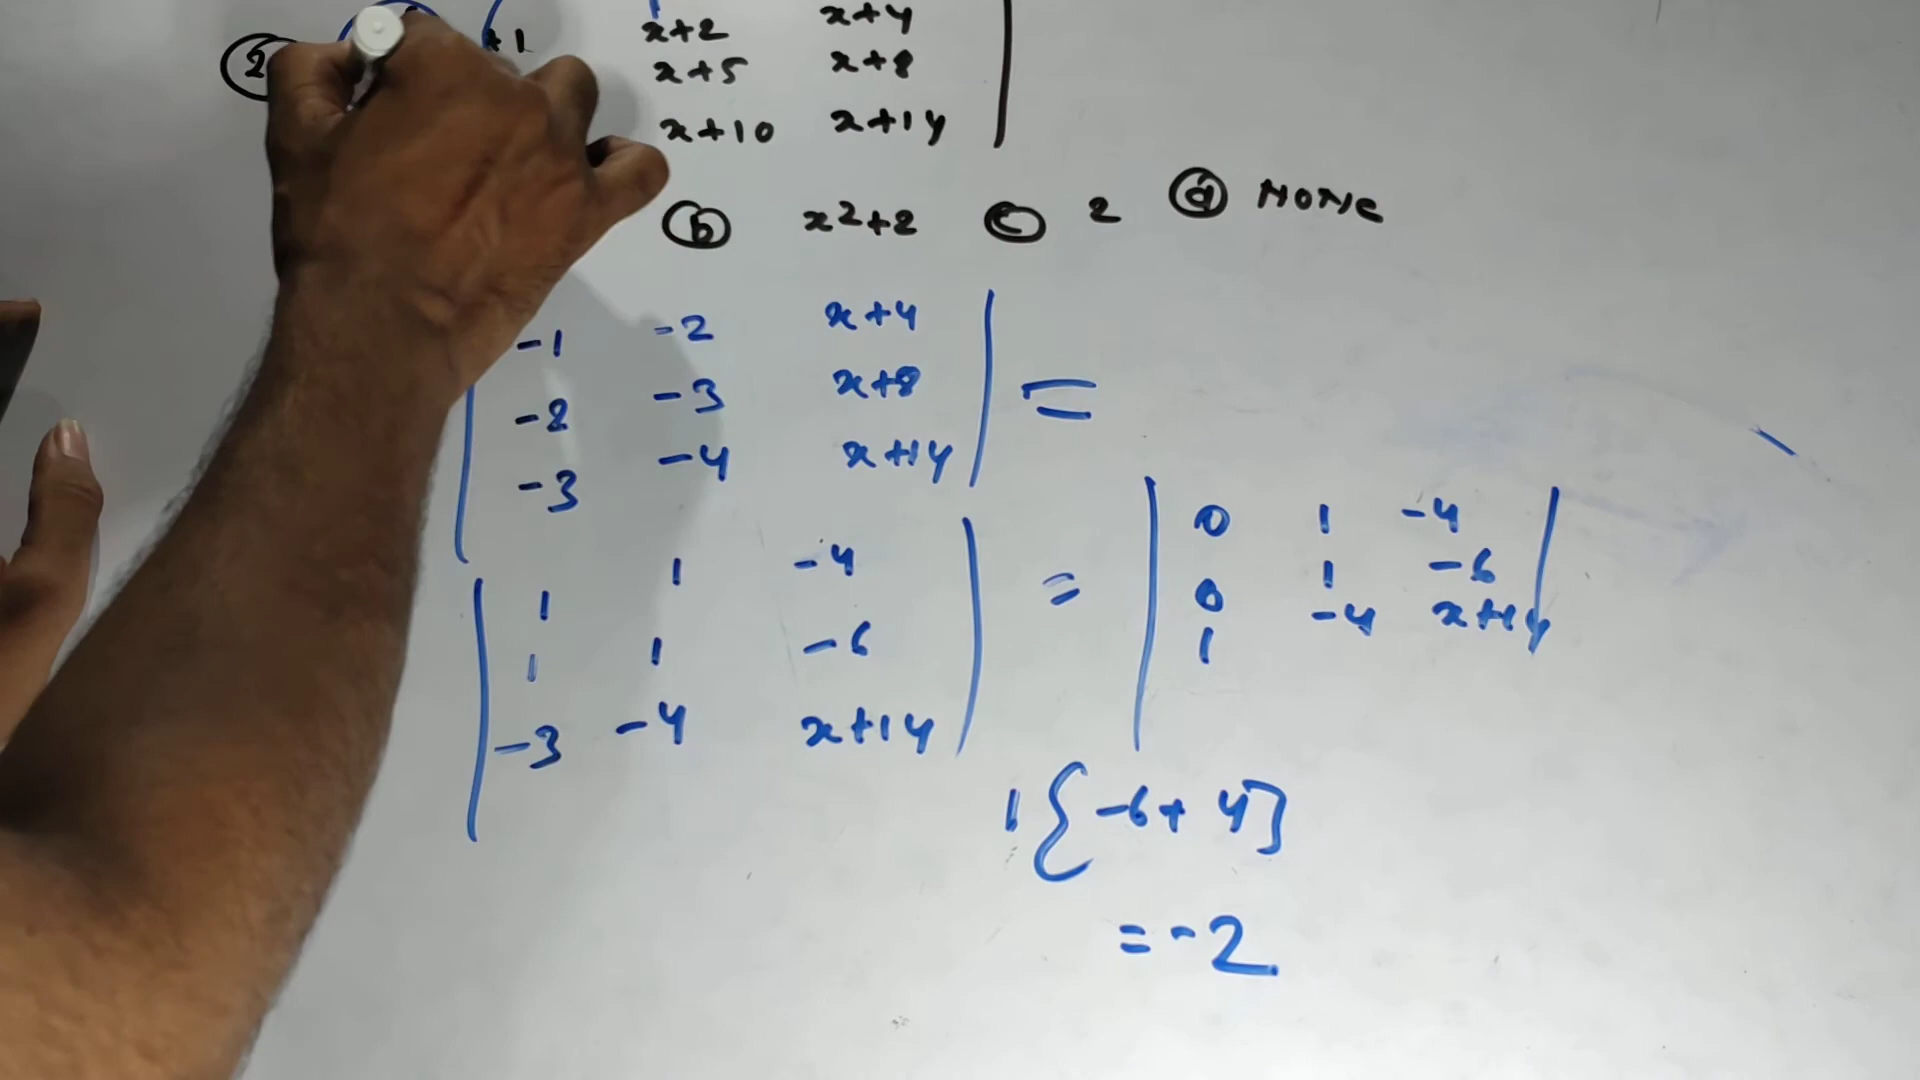 2 +1 x+2 x+4
x+5 x+8
x+10 x+14
(b) x²+2 (c) 2 (d) NONE
-1 -2 x+4
-2 -3 x+8 =
-3 -4 x+14
1 1 -4 = 0 1 -4
1 1 -6 0 1 -6
-3 -4 x+14 1 -4 x+14
1{-6+4}
=-2